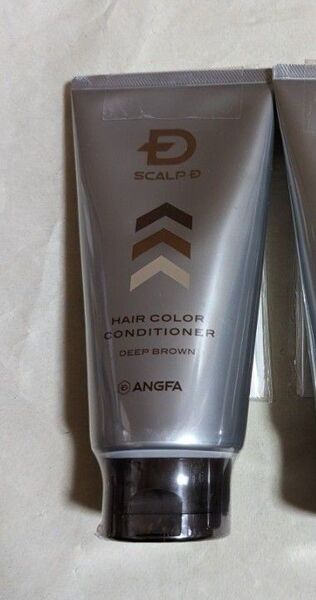 SCALP D
HAIR COLOR
CONDITIONER
DEEP BROWN
ANGFA